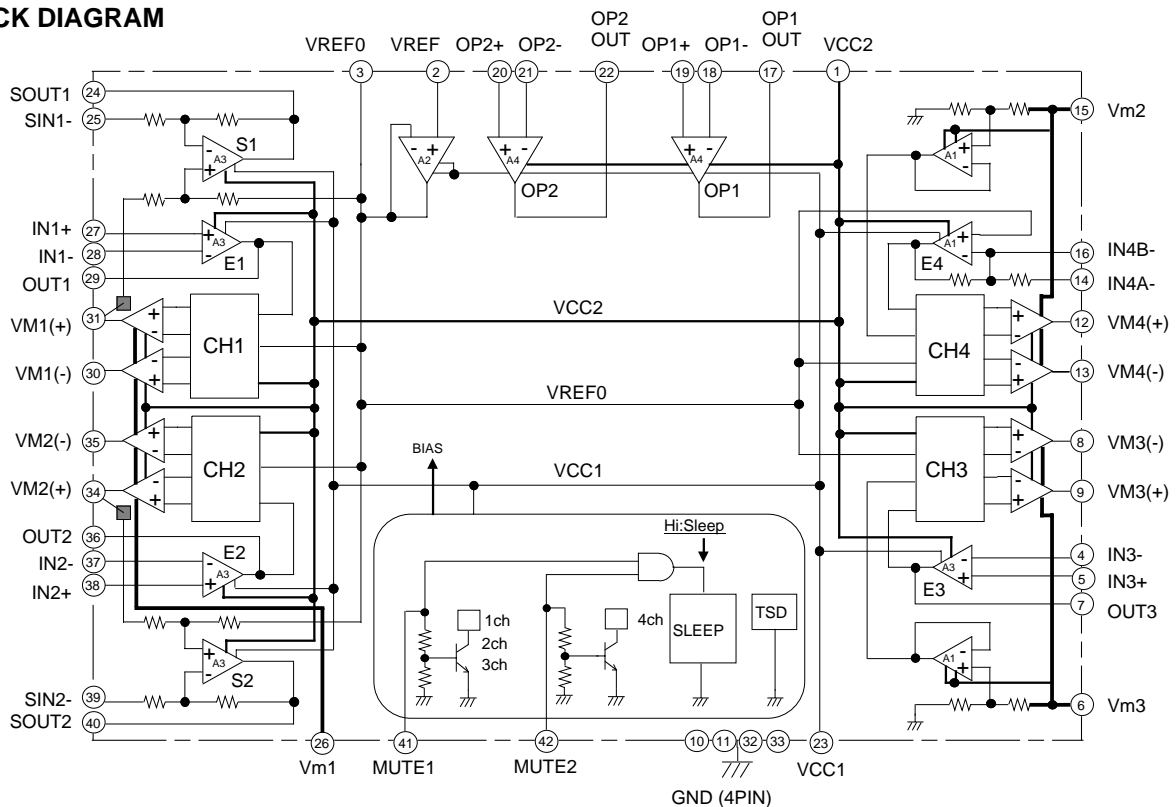 CK DIAGRAM
VREF0 VREF OP2+ OP2- OP2 OUT OP1+ OP1- OP1 OUT VCC2
3 2 20 21 22 19 18 17 1
SOUT1 24
SIN1- 25
S1
A3
- +
A2
- +
A4
+ -
OP2
A4
+ -
OP1
A1
+ -
15 Vm2
IN1+ 27
IN1- 28
OUT1 29
+ -
A3
E1
A1
+ -
E4
16 IN4B-
14 IN4A-
31 VM1(+)
30 VM1(-)
+ -
- +
CH1
VCC2
CH4
+ -
- +
12 VM4(+)
13 VM4(-)
VREF0
VM2(-) 35
VM2(+) 34
+ -
- +
CH2
BIAS
VCC1
CH3
+ -
- +
8 VM3(-)
9 VM3(+)
OUT2 36
IN2- 37
IN2+ 38
E2
- +
A3
Hi:Sleep
A3
- +
E3
4 IN3-
5 IN3+
7 OUT3
1ch
2ch
3ch
4ch
SLEEP
TSD
+ -
A3
S2
A1
- +
SIN2- 39
SOUT2 40
6 Vm3
26 41 42 10 11 32 33 23
Vm1 MUTE1 MUTE2 VCC1
GND (4PIN)